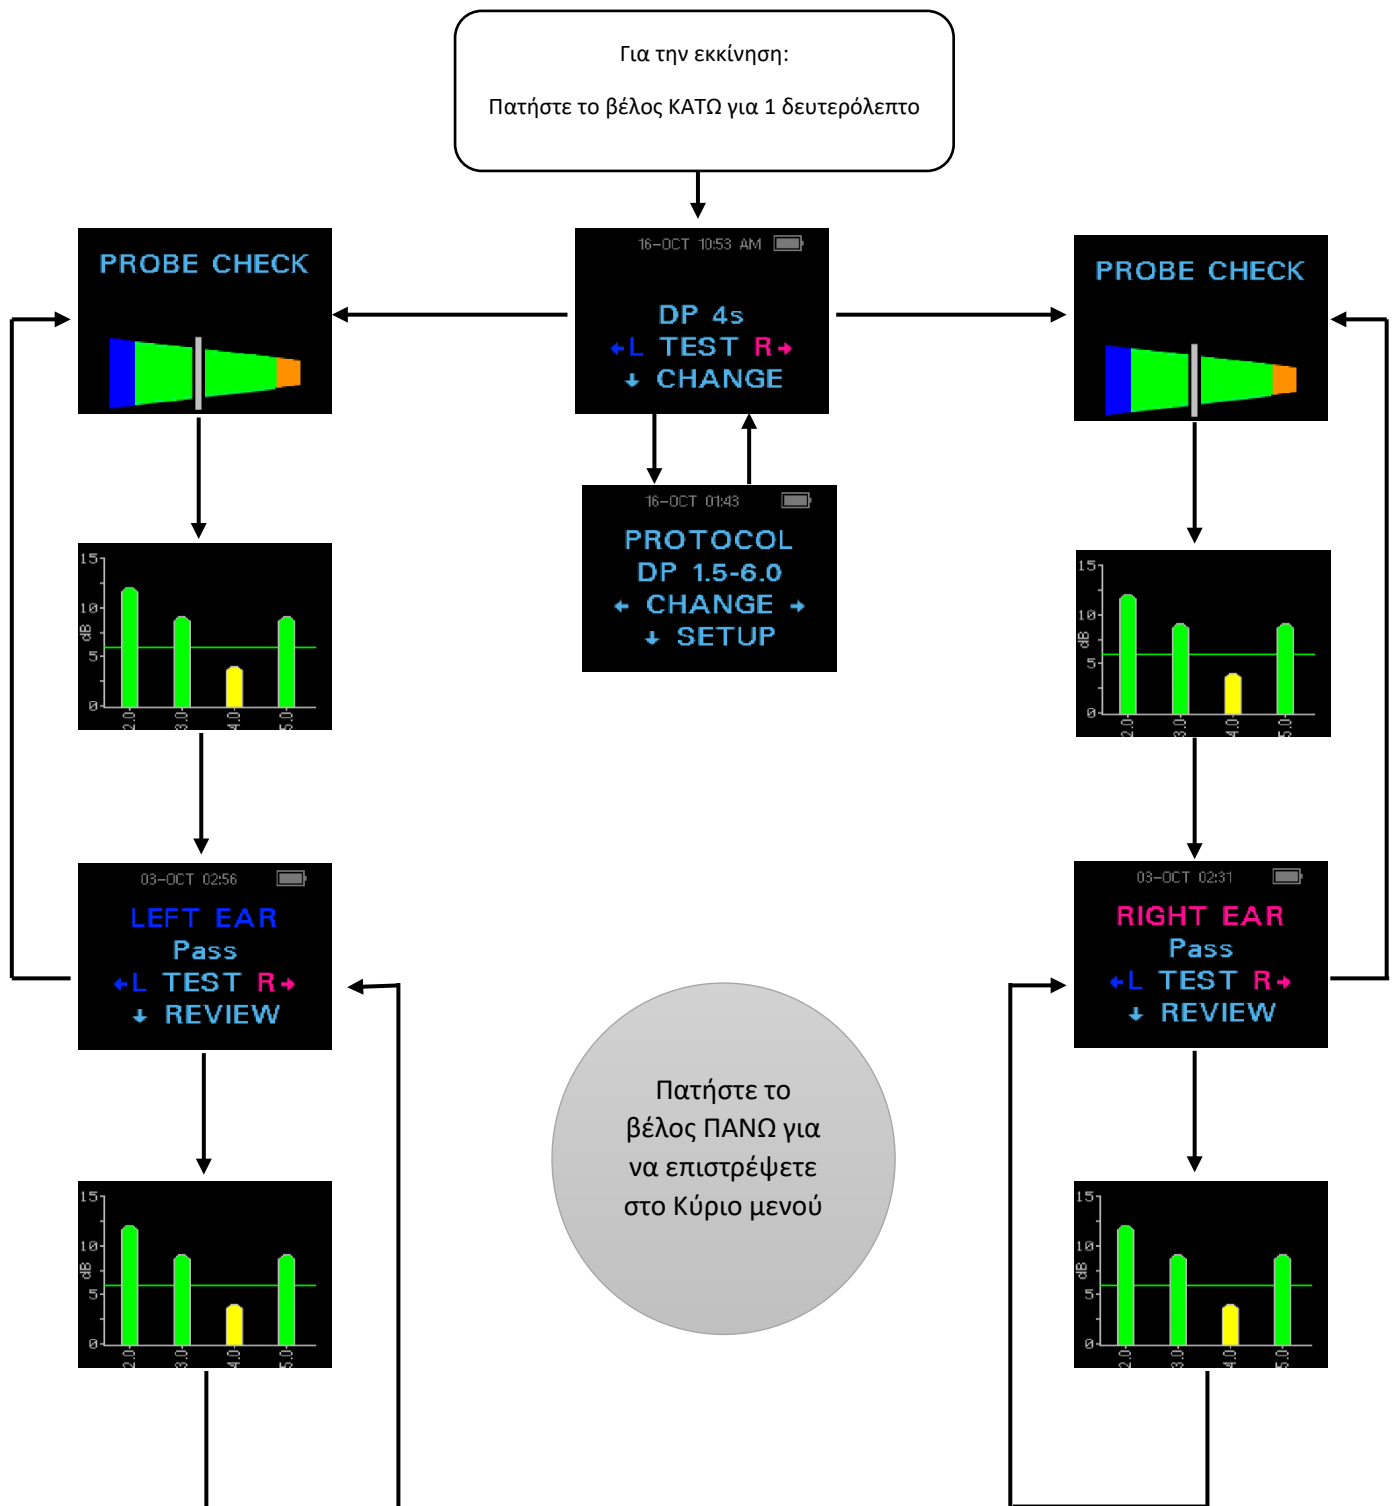 Για την εκκίνηση:
Πατήστε το βέλος ΚΑΤΩ για 1 δευτερόλεπτο
PROBE CHECK
16-OCT 10:53 AM
DP 4s
←L TEST R→
↓ CHANGE
PROBE CHECK
16-OCT 01:43
PROTOCOL
DP 1.5-6.0
← CHANGE →
↓ SETUP
15
10
dB
5
0
2.0
3.0
4.0
5.0
15
10
dB
5
0
2.0
3.0
4.0
5.0
03-OCT 02:56
LEFT EAR
Pass
←L TEST R→
↓ REVIEW
03-OCT 02:31
RIGHT EAR
Pass
←L TEST R→
↓ REVIEW
Πατήστε το
βέλος ΠΑΝΩ για
να επιστρέψετε
στο Κύριο μενού
15
10
dB
5
0
2.0
3.0
4.0
5.0
15
10
dB
5
0
2.0
3.0
4.0
5.0